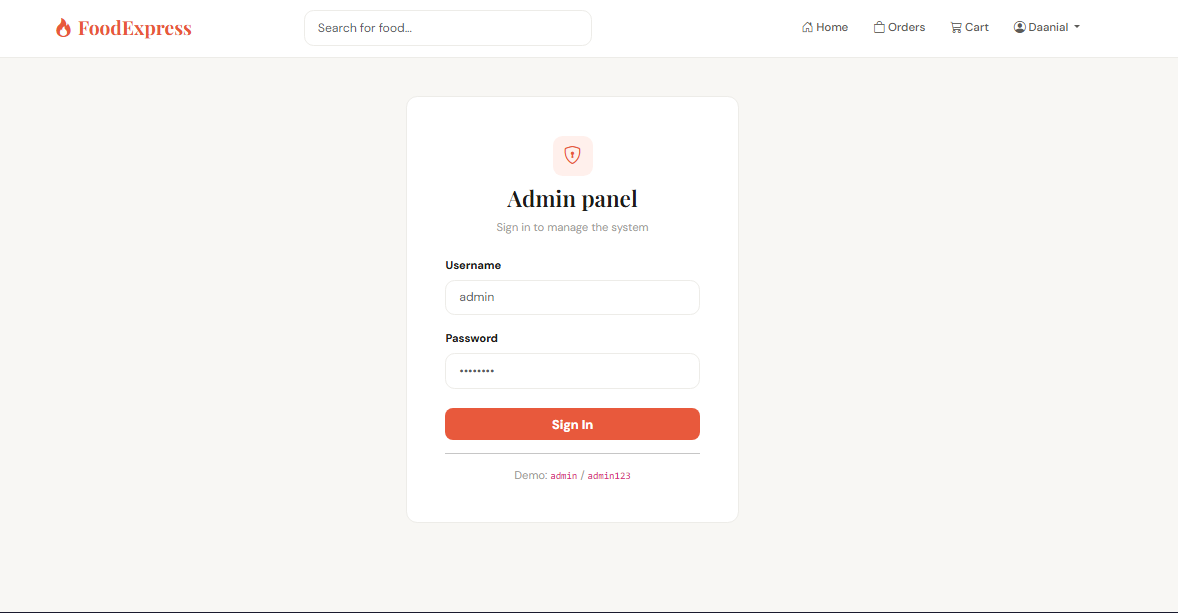 FoodExpress
Search for food...
Home Orders Cart Daanial
Admin panel
Sign in to manage the system
Username
admin
Password
••••••••
Sign In
Demo: admin / admin123